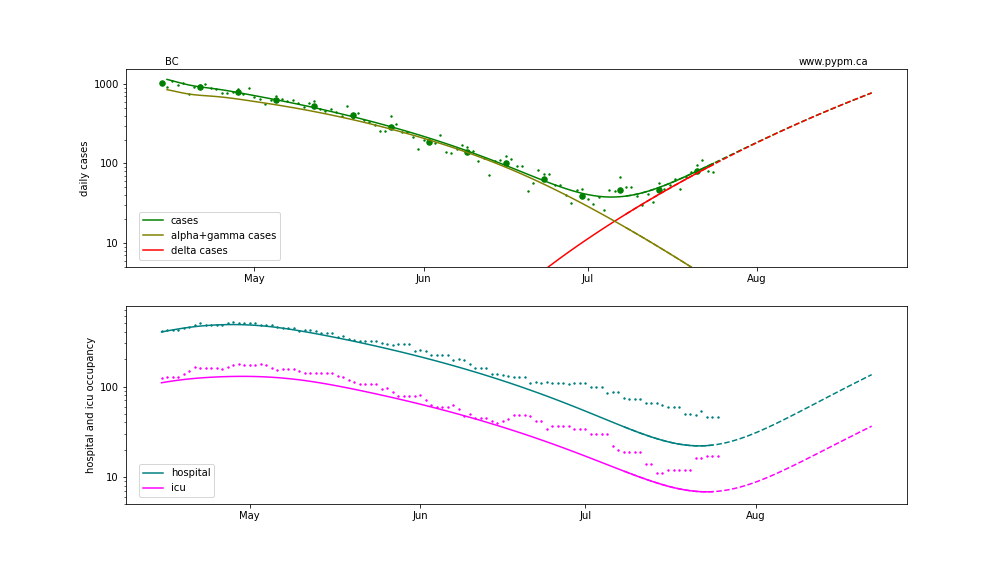 BC
www.pypm.ca
1000
100
10
daily cases
cases
alpha+gamma cases
delta cases
May
Jun
Jul
Aug
100
10
hospital and icu occupancy
hospital
icu
May
Jun
Jul
Aug